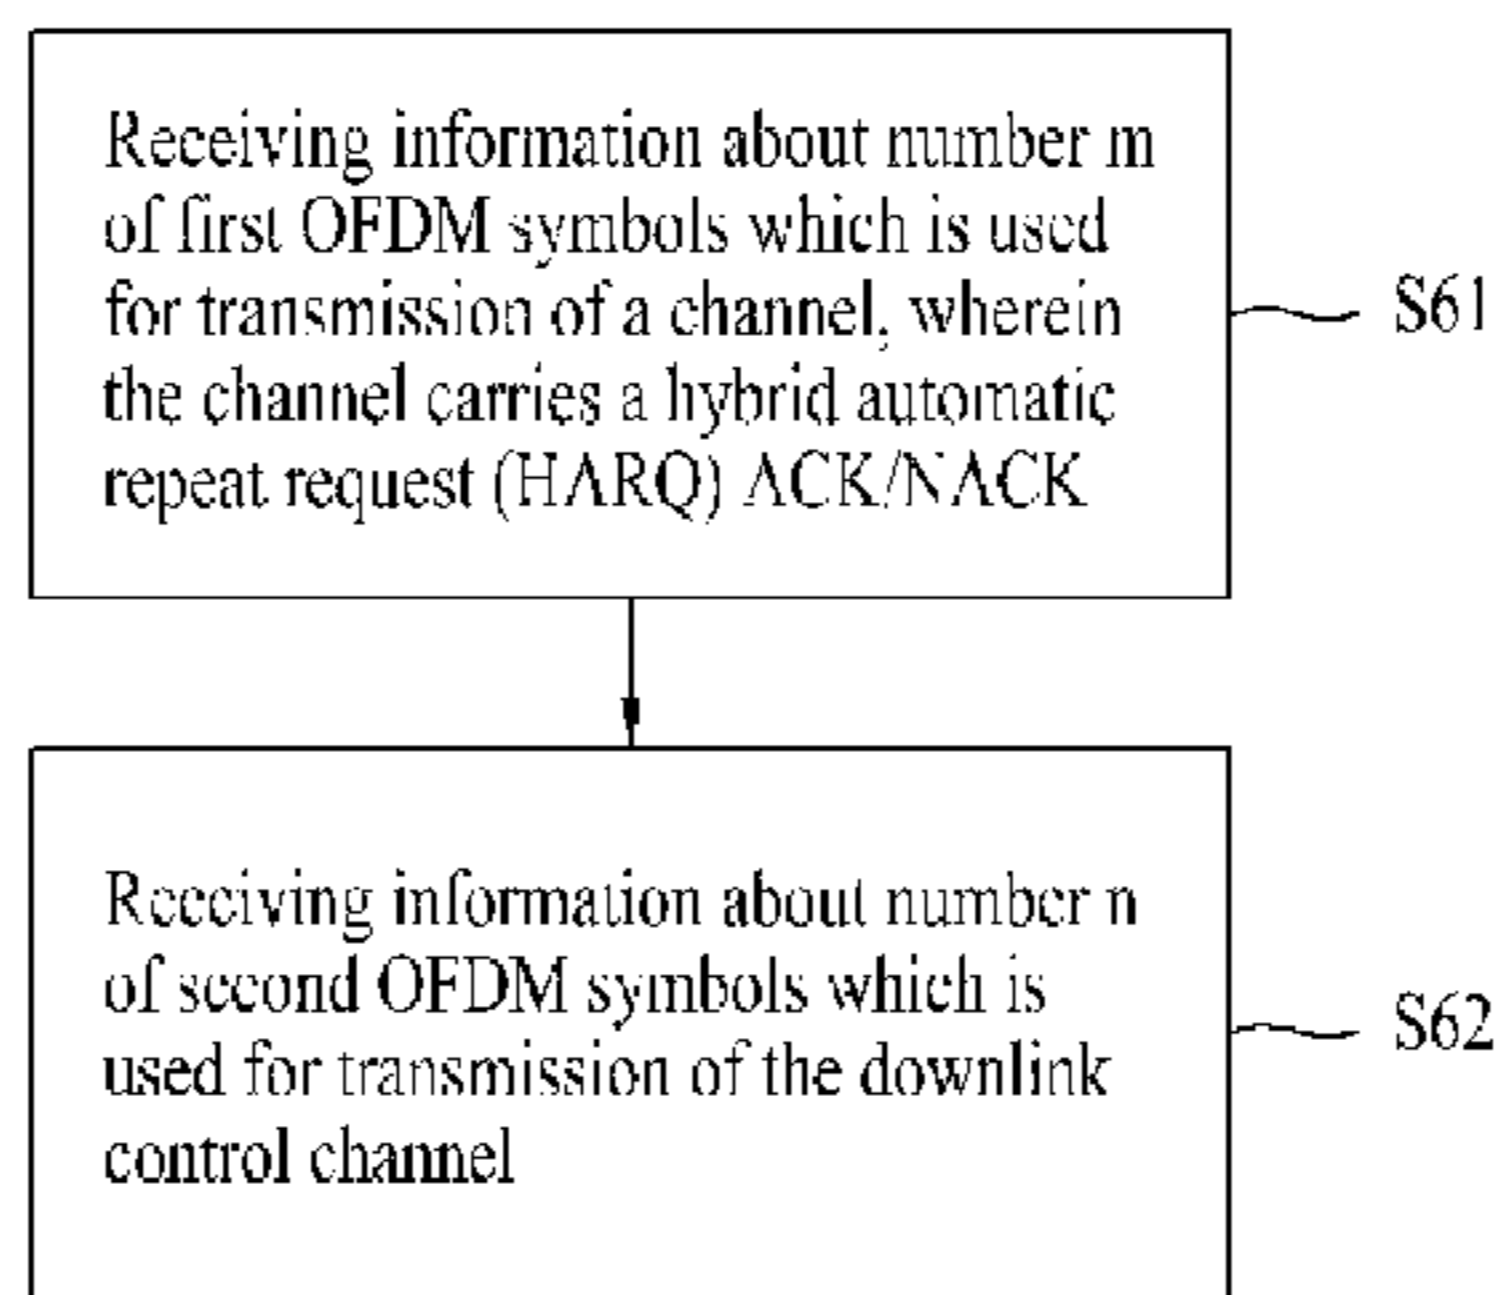 Receiving information about number m
of first OFDM symbols which is used
for transmission of a channel, wherein
the channel carries a hybrid automatic
repeat request (HARQ) ACK/NACK
S61
Receiving information about number n
of second OFDM symbols which is
used for transmission of the downlink
control channel
S62